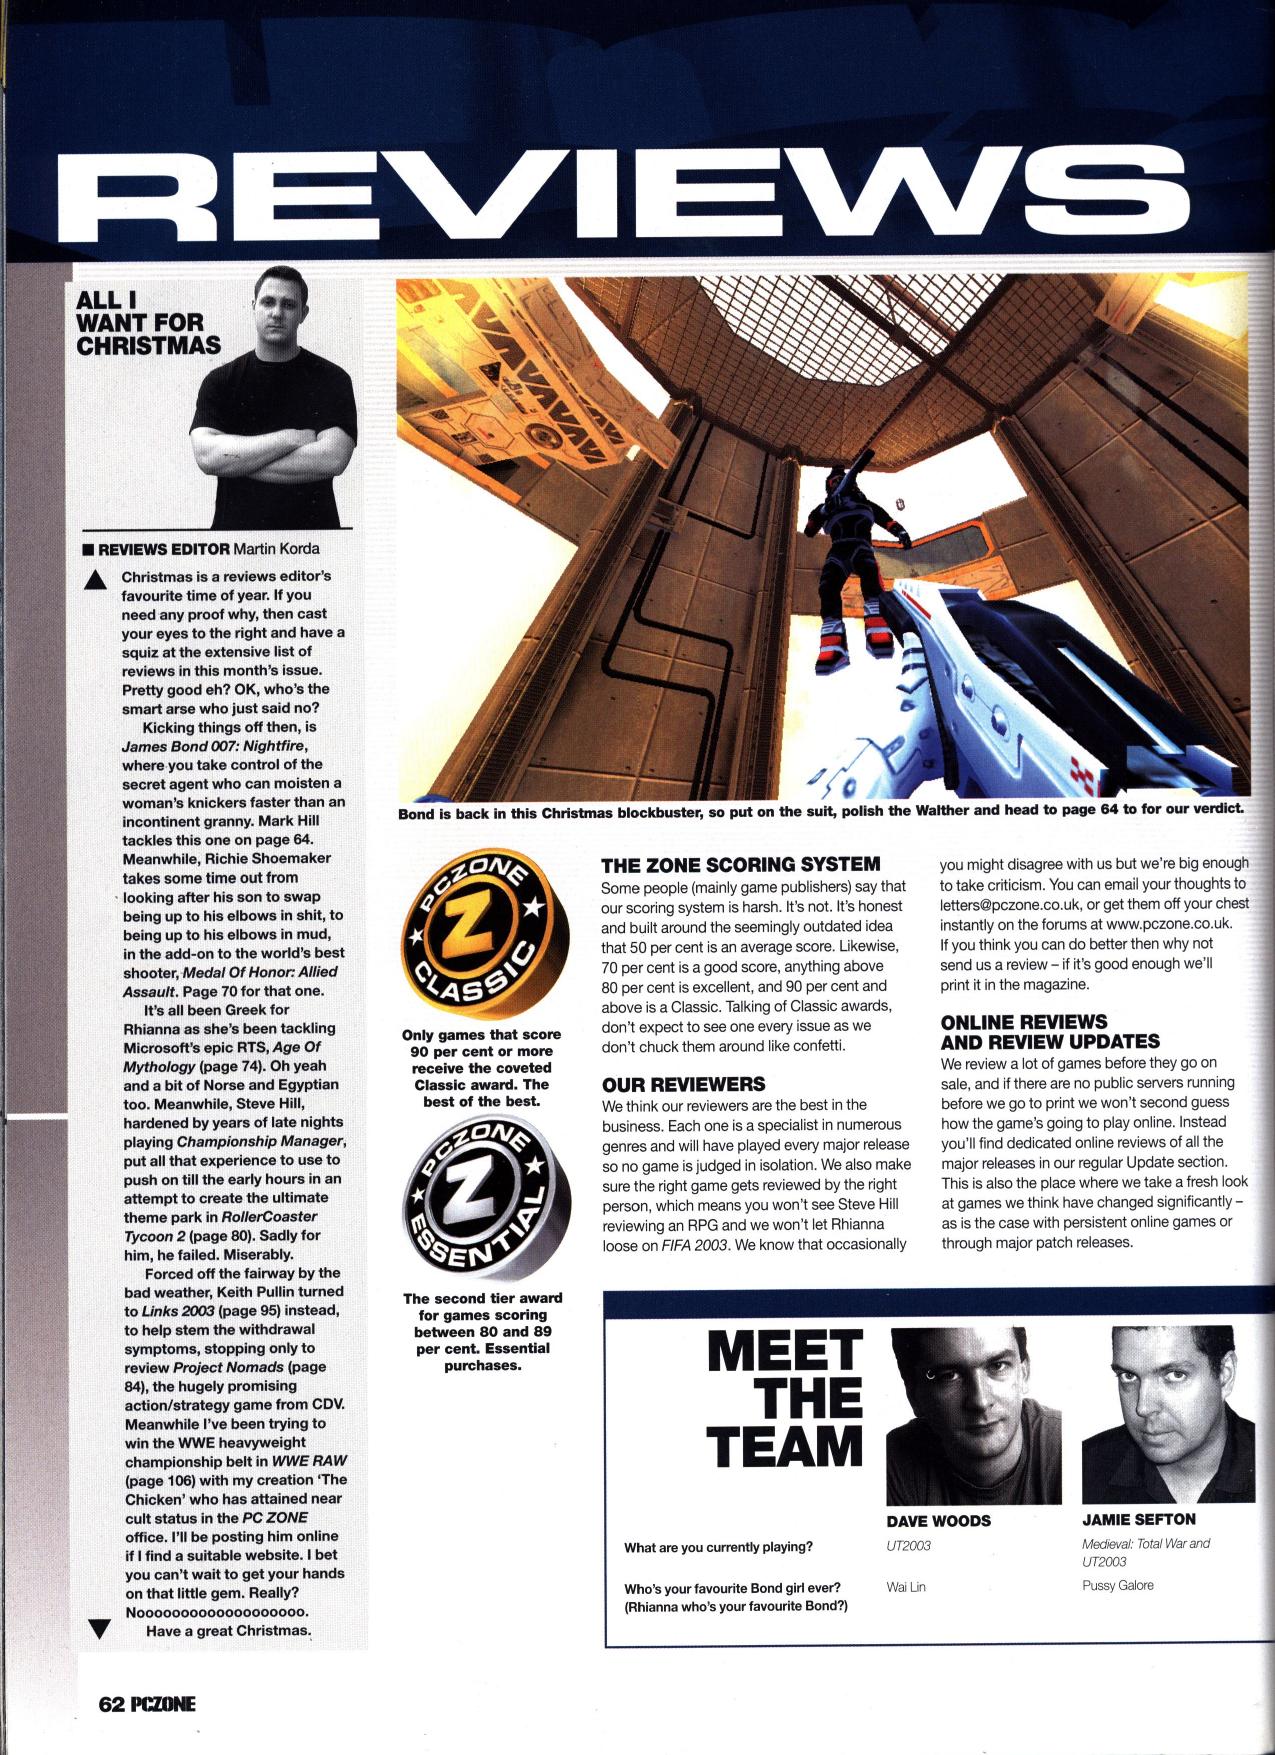 REVIEWS
ALL I
WANT FOR
CHRISTMAS
■ REVIEWS EDITOR Martin Korda
Christmas is a reviews editor's
favourite time of year. If you
need any proof why, then cast
your eyes to the right and have a
squiz at the extensive list of
reviews in this month's issue.
Pretty good eh? OK, who's the
smart arse who just said no?
Kicking things off then, is
James Bond 007: Nightfire,
where you take control of the
secret agent who can moisten a
woman's knickers faster than an
incontinent granny. Mark Hill
tackles this one on page 64.
Meanwhile, Richie Shoemaker
takes some time out from
looking after his son to swap
being up to his elbows in shit, to
being up to his elbows in mud,
in the add-on to the world's best
shooter, Medal Of Honor: Allied
Assault. Page 70 for that one.
It's all been Greek for
Rhianna as she's been tackling
Microsoft's epic RTS, Age Of
Mythology (page 74). Oh yeah
and a bit of Norse and Egyptian
too. Meanwhile, Steve Hill,
hardened by years of late nights
playing Championship Manager,
put all that experience to use to
push on till the early hours in an
attempt to create the ultimate
theme park in RollerCoaster
Tycoon 2 (page 80). Sadly for
him, he failed. Miserably.
Forced off the fairway by the
bad weather, Keith Pullin turned
to Links 2003 (page 95) instead,
to help stem the withdrawal
symptoms, stopping only to
review Project Nomads (page
84), the hugely promising
action/strategy game from CDV.
Meanwhile I've been trying to
win the WWE heavyweight
championship belt in WWE RAW
(page 106) with my creation 'The
Chicken' who has attained near
cult status in the PC ZONE
office. I'll be posting him online
if I find a suitable website. I bet
you can't wait to get your hands
on that little gem. Really?
Nooooooooooooooooooo.
Have a great Christmas.
Bond is back in this Christmas blockbuster, so put on the suit, polish the Walther and head to page 64 to for our verdict.
PCZONE
Z
CLASSIC
Only games that score
90 per cent or more
receive the coveted
Classic award. The
best of the best.
PCZONE
Z
ESSENTIAL
The second tier award
for games scoring
between 80 and 89
per cent. Essential
purchases.
THE ZONE SCORING SYSTEM
Some people (mainly game publishers) say that
our scoring system is harsh. It's not. It's honest
and built around the seemingly outdated idea
that 50 per cent is an average score. Likewise,
70 per cent is a good score, anything above
80 per cent is excellent, and 90 per cent and
above is a Classic. Talking of Classic awards,
don't expect to see one every issue as we
don't chuck them around like confetti.
OUR REVIEWERS
We think our reviewers are the best in the
business. Each one is a specialist in numerous
genres and will have played every major release
so no game is judged in isolation. We also make
sure the right game gets reviewed by the right
person, which means you won't see Steve Hill
reviewing an RPG and we won't let Rhianna
loose on FIFA 2003. We know that occasionally
you might disagree with us but we're big enough
to take criticism. You can email your thoughts to
letters@pczone.co.uk, or get them off your chest
instantly on the forums at www.pczone.co.uk.
If you think you can do better then why not
send us a review – if it's good enough we'll
print it in the magazine.
ONLINE REVIEWS
AND REVIEW UPDATES
We review a lot of games before they go on
sale, and if there are no public servers running
before we go to print we won't second guess
how the game's going to play online. Instead
you'll find dedicated online reviews of all the
major releases in our regular Update section.
This is also the place where we take a fresh look
at games we think have changed significantly –
as is the case with persistent online games or
through major patch releases.
MEET
THE
TEAM
DAVE WOODS
JAMIE SEFTON
What are you currently playing?
UT2003
Medieval: Total War and
UT2003
Who's your favourite Bond girl ever?
(Rhianna who's your favourite Bond?)
Wai Lin
Pussy Galore
62 PCZONE